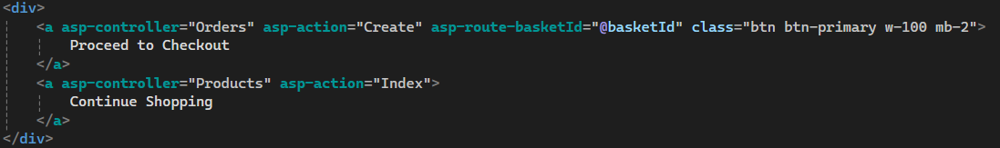 <div>
<a asp-controller="Orders" asp-action="Create" asp-route-basketId="@basketId" class="btn btn-primary w-100 mb-2">
Proceed to Checkout
</a>
<a asp-controller="Products" asp-action="Index">
Continue Shopping
</a>
</div>